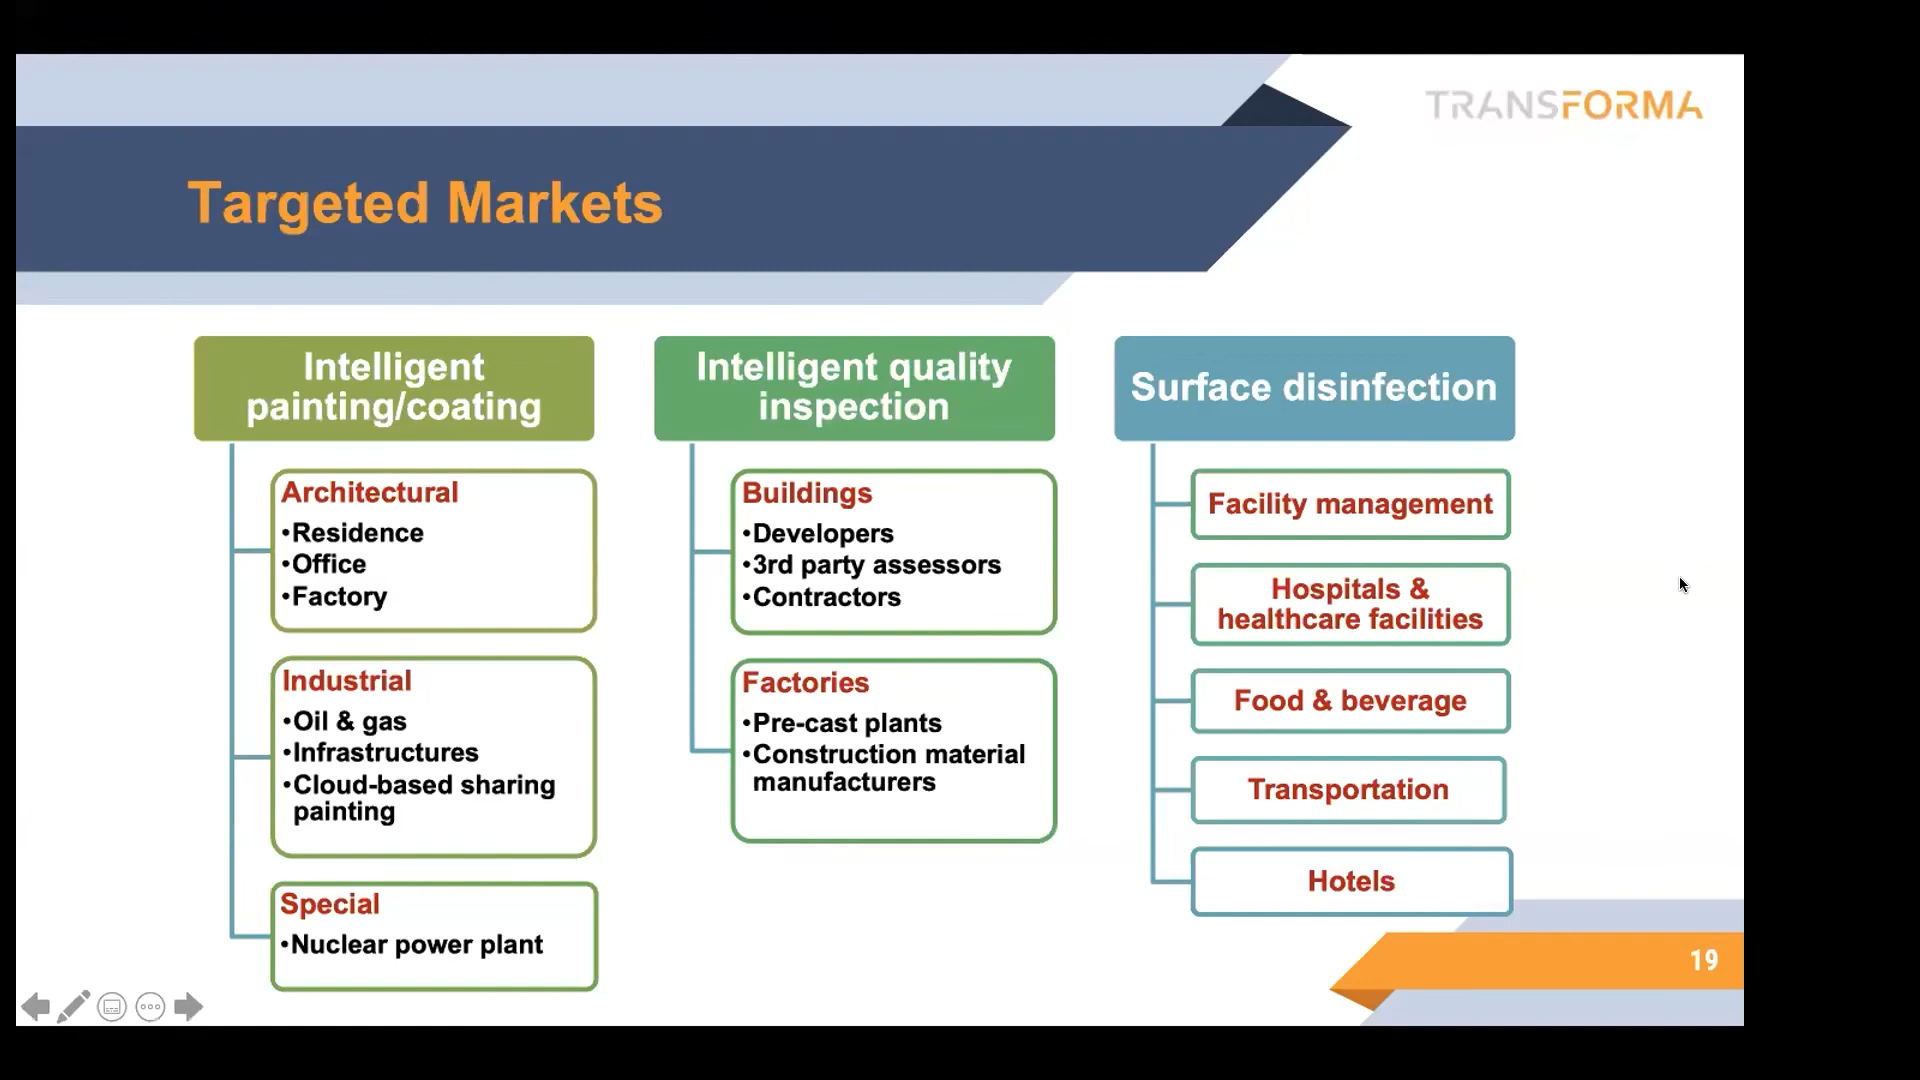 TRANSFORMA
Targeted Markets
Intelligent
painting/coating
Architectural
•Residence
•Office
•Factory
Industrial
•Oil & gas
•Infrastructures
•Cloud-based sharing
painting
Special
•Nuclear power plant
Intelligent quality
inspection
Buildings
•Developers
•3rd party assessors
•Contractors
Factories
•Pre-cast plants
•Construction material
manufacturers
Surface disinfection
Facility management
Hospitals &
healthcare facilities
Food & beverage
Transportation
Hotels
19